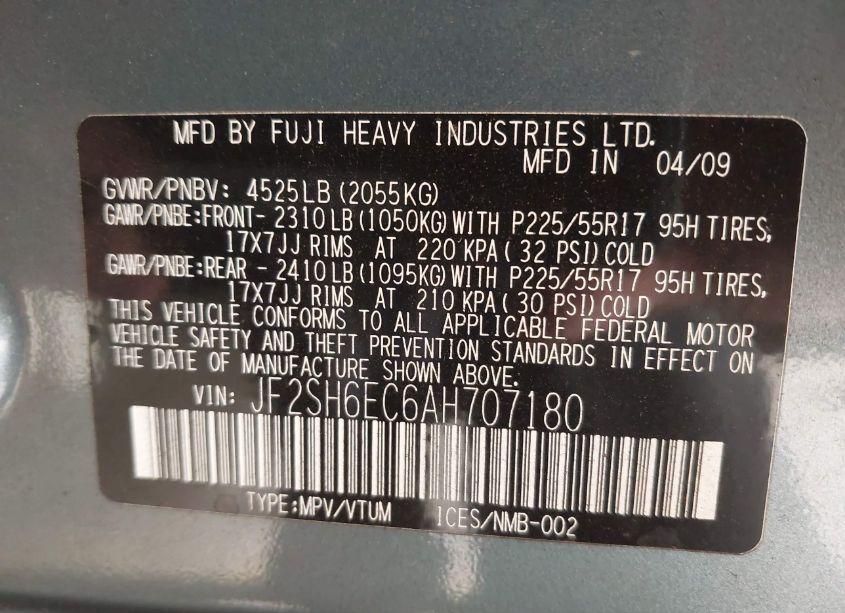 MFD BY FUJI HEAVY INDUSTRIES LTD.
MFD IN 04/09
GVWR/PNBV: 4525LB (2055KG)
GAWR/PNBE:FRONT- 2310 LB (1050KG) WITH P225/55R17 95H TIRES,
17X7JJ RIMS AT 220 KPA ( 32 PSI) COLD
GAWR/PNBE:REAR - 2410 LB (1095KG) WITH P225/55R17 95H TIRES,
17X7JJ RIMS AT 210 KPA ( 30 PSI) COLD
THIS VEHICLE CONFORMS TO ALL APPLICABLE FEDERAL MOTOR
VEHICLE SAFETY AND THEFT PREVENTION STANDARDS IN EFFECT ON
THE DATE OF MANUFACTURE SHOWN ABOVE.
VIN: JF2SH6EC6AH707180
TYPE:MPV/VTUM ICES/NMB-002